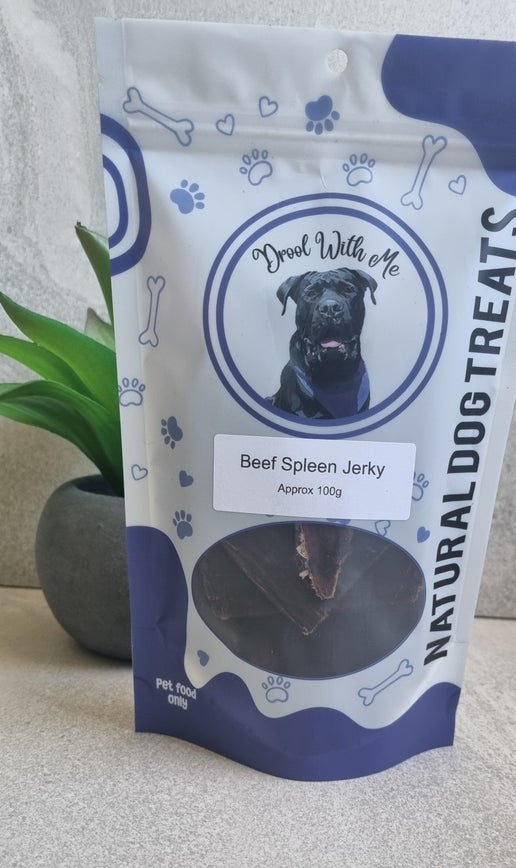 Drool With Me
Beef Spleen Jerky
Approx 100g
NATURAL DOG TREATS
Pet food
only